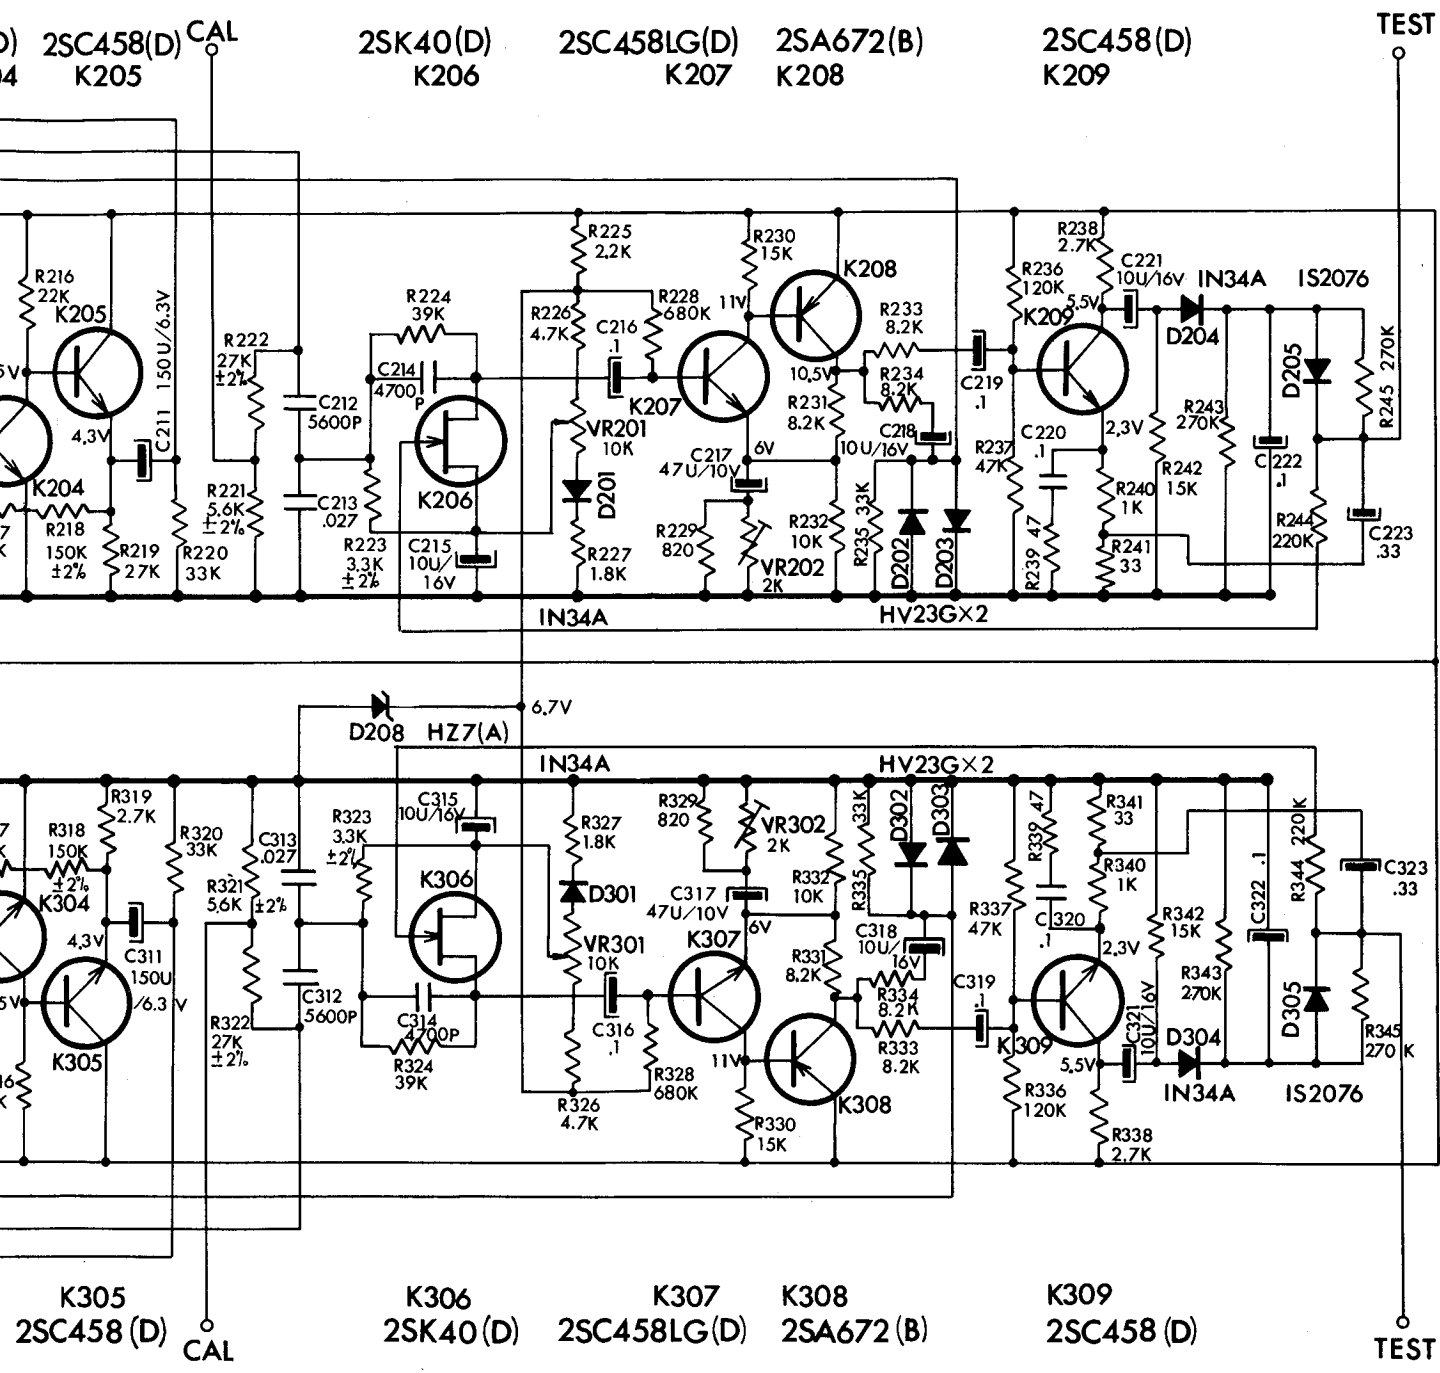 D) 2SC458(D) CAL 2SK40(D) 2SC458LG(D) 2SA672(B) 2SC458(D) TEST
04 K205 K206 K207 K208 K209
R216
22K
K205
5V
4,3V
C211 150U/6.3V
K204
7
K
R218
150K
±2%
R219
27K
R220
33K
R222
27K
±2%
R221
5.6K
±2%
C212
5600P
C213
.027
R224
39K
C214
4700
P
K206
R223
3.3K
±2%
C215
10U/
16V
R225
2,2K
R226
4.7K
C216
.1
R228
680K
VR201
10K
D201
R227
1.8K
IN34A
K207
R230
15K
11V
K208
10,5V
C217
47U/10V
6V
R229
820
VR202
2K
R231
8.2K
R232
10K
R233
8.2K
R234
8.2K
C218
10U/16V
R235 33K
D202
D203
HV23G×2
C219
.1
R236
120K
R238
2.7K
C221
10U/16V
5,5V
K209
IN34A
D204
IS2076
D205
R245 270K
R237
47K
C220
.1
2,3V
R239 47
R240
1K
R241
33
R242
15K
R243
270K
C222
.1
R244
220K
C223
.33
D208 HZ7(A)
6.7V
IN34A
HV23G×2
R319
2.7K
7
K
R318
150K
±2%
K304
R320
33K
4,3V
C311
150U
/6.3V
5V
K305
16
K
C313
.027
R321
5,6K
±2%
C312
5600P
R322
27K
±2%
R323
3.3K
±2%
C315
10U/16V
K306
C314
4700P
R324
39K
R327
1.8K
D301
VR301
10K
C316
.1
R326
4.7K
R328
680K
R329
820
VR302
2K
C317
47U/10V
6V
K307
11V
R330
15K
R332
10K
R331
8.2K
K308
R335 33K
D302
D303
C318
10U/
16V
R334
8.2K
R333
8.2K
C319
.1
R337
47K
R339 47
C320
.1
R341
33
R340
1K
2.3V
K309
5,5V
R336
120K
R338
2.7K
C321
10U/16V
R342
15K
D304
IN34A
R343
270K
C322 .1
R344 220K
C323
.33
D305
IS2076
R345
270K
K305 K306 K307 K308 K309
2SC458(D) 2SK40(D) 2SC458LG(D) 2SA672(B) 2SC458(D)
CAL TEST